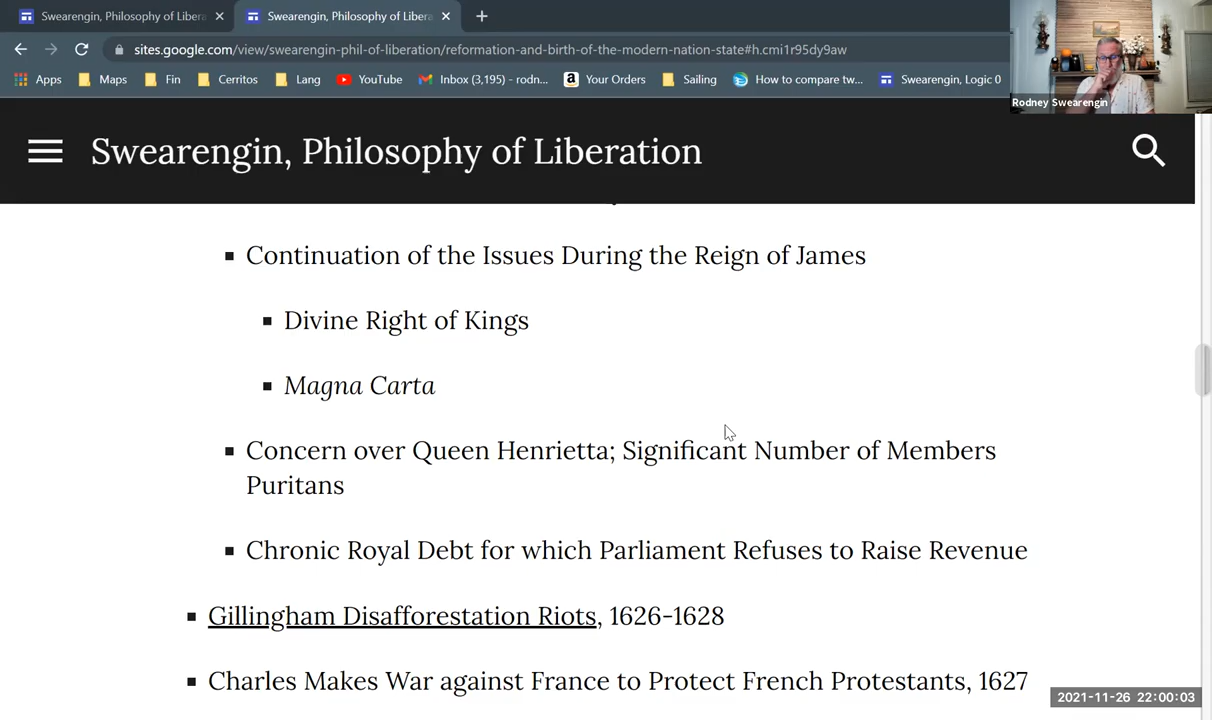 Swearengin, Philosophy of Libera
Swearengin, Philosophy of Libera
sites.google.com/view/swearengin-phil-of-liberation/reformation-and-birth-of-the-modern-nation-state#h.cmi1r95dy9aw
Apps Maps Fin Cerritos Lang YouTube Inbox (3,195) - rodn... Your Orders Sailing How to compare tw... Swearengin, Logic 0
Rodney Swearengin
Swearengin, Philosophy of Liberation
Continuation of the Issues During the Reign of James
Divine Right of Kings
Magna Carta
Concern over Queen Henrietta; Significant Number of Members
Puritans
Chronic Royal Debt for which Parliament Refuses to Raise Revenue
Gillingham Disafforestation Riots, 1626-1628
Charles Makes War against France to Protect French Protestants, 1627
2021-11-26 22:00:03